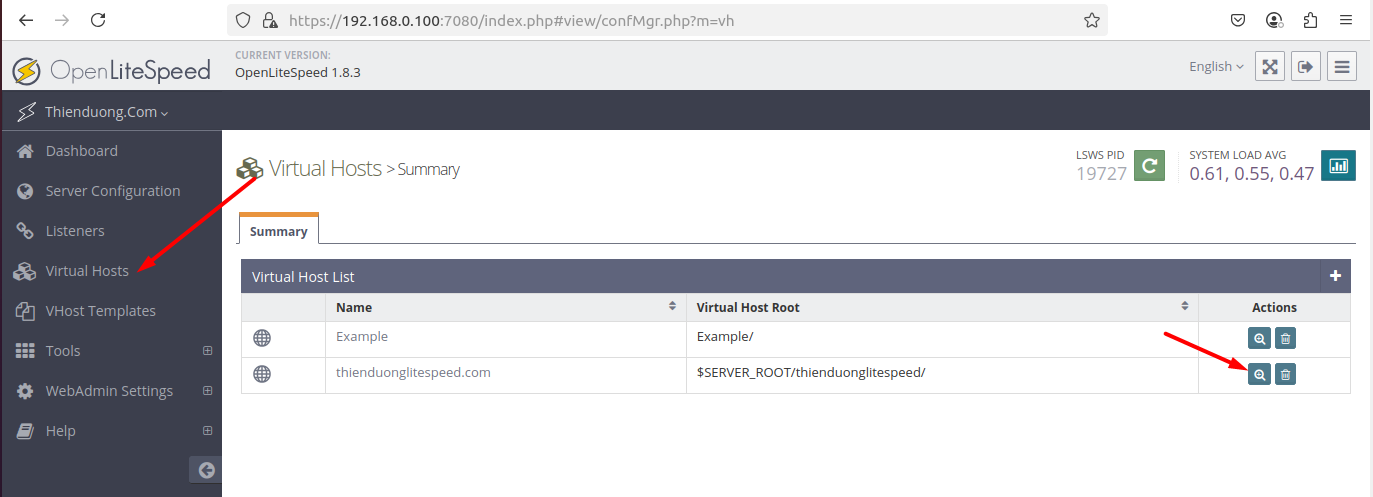 https://192.168.0.100:7080/index.php#view/confMgr.php?m=vh
OpenLiteSpeed
CURRENT VERSION:
OpenLiteSpeed 1.8.3
English
Thienduong.Com
Dashboard
Server Configuration
Listeners
Virtual Hosts
VHost Templates
Tools
WebAdmin Settings
Help
Virtual Hosts > Summary
LSWS PID
19727
SYSTEM LOAD AVG
0.61, 0.55, 0.47
Summary
Virtual Host List
Name Virtual Host Root Actions
Example Example/
thienduonglitespeed.com $SERVER_ROOT/thienduonglitespeed/